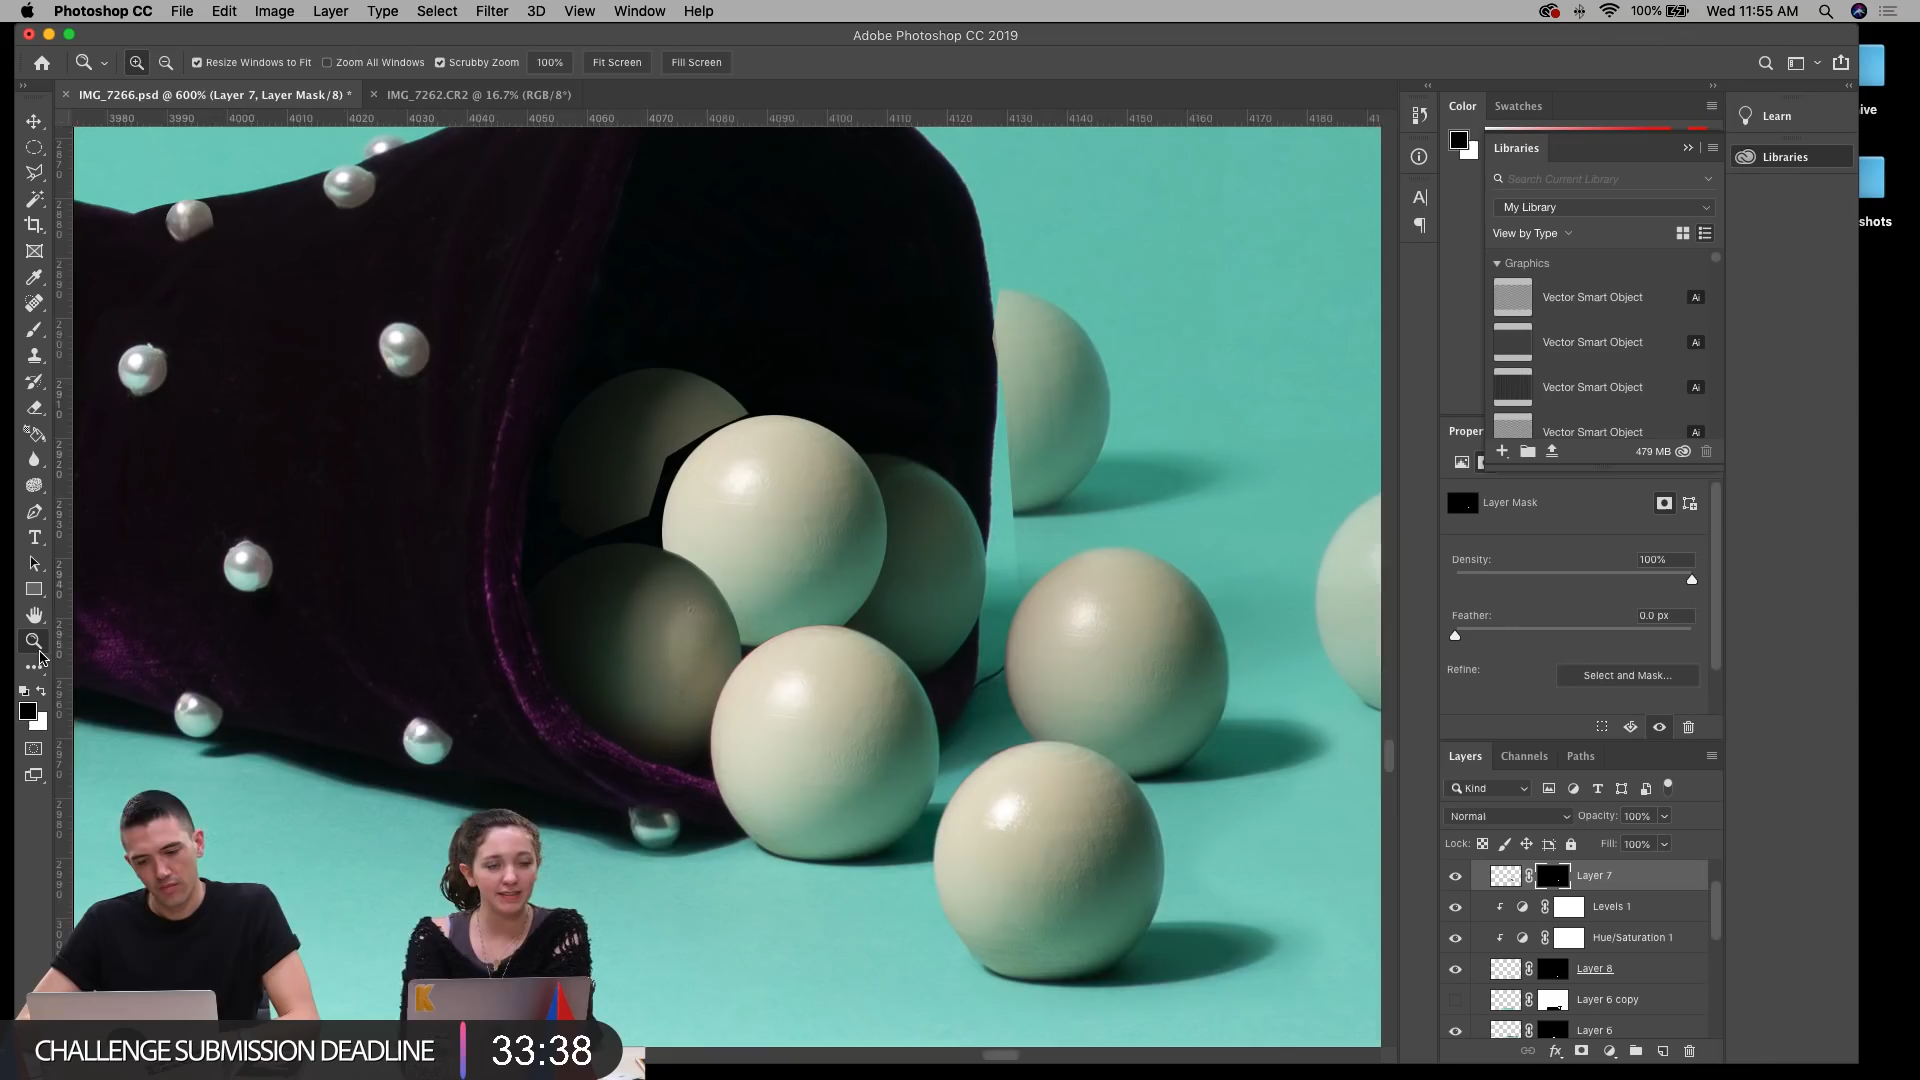 Photoshop CC File Edit Image Layer Type Select Filter 3D View Window Help
100% Wed 11:55 AM
Adobe Photoshop CC 2019
Resize Windows to Fit Zoom All Windows Scrubby Zoom 100% Fit Screen Fill Screen
IMG_7266.psd @ 600% (Layer 7, Layer Mask/8) *
IMG_7262.CR2 @ 16.7% (RGB/8*)
3980 3990 4000 4010 4020 4030 4040 4050 4060 4070 4080 4090 4100 4110 4120 4130 4140 4150 4160 4170 4180
Color Swatches
Learn
Libraries
Libraries
Search Current Library
My Library
View by Type
Graphics
Vector Smart Object Ai
Vector Smart Object Ai
Vector Smart Object Ai
Vector Smart Object Ai
479 MB
ive
shots
Proper
Layer Mask
Density: 100%
Feather: 0.0 px
Refine: Select and Mask...
Layers Channels Paths
Kind
Normal Opacity: 100%
Lock: Fill: 100%
Layer 7
Levels 1
Hue/Saturation 1
Layer 8
Layer 6 copy
Layer 6
K
CHALLENGE SUBMISSION DEADLINE 33:38